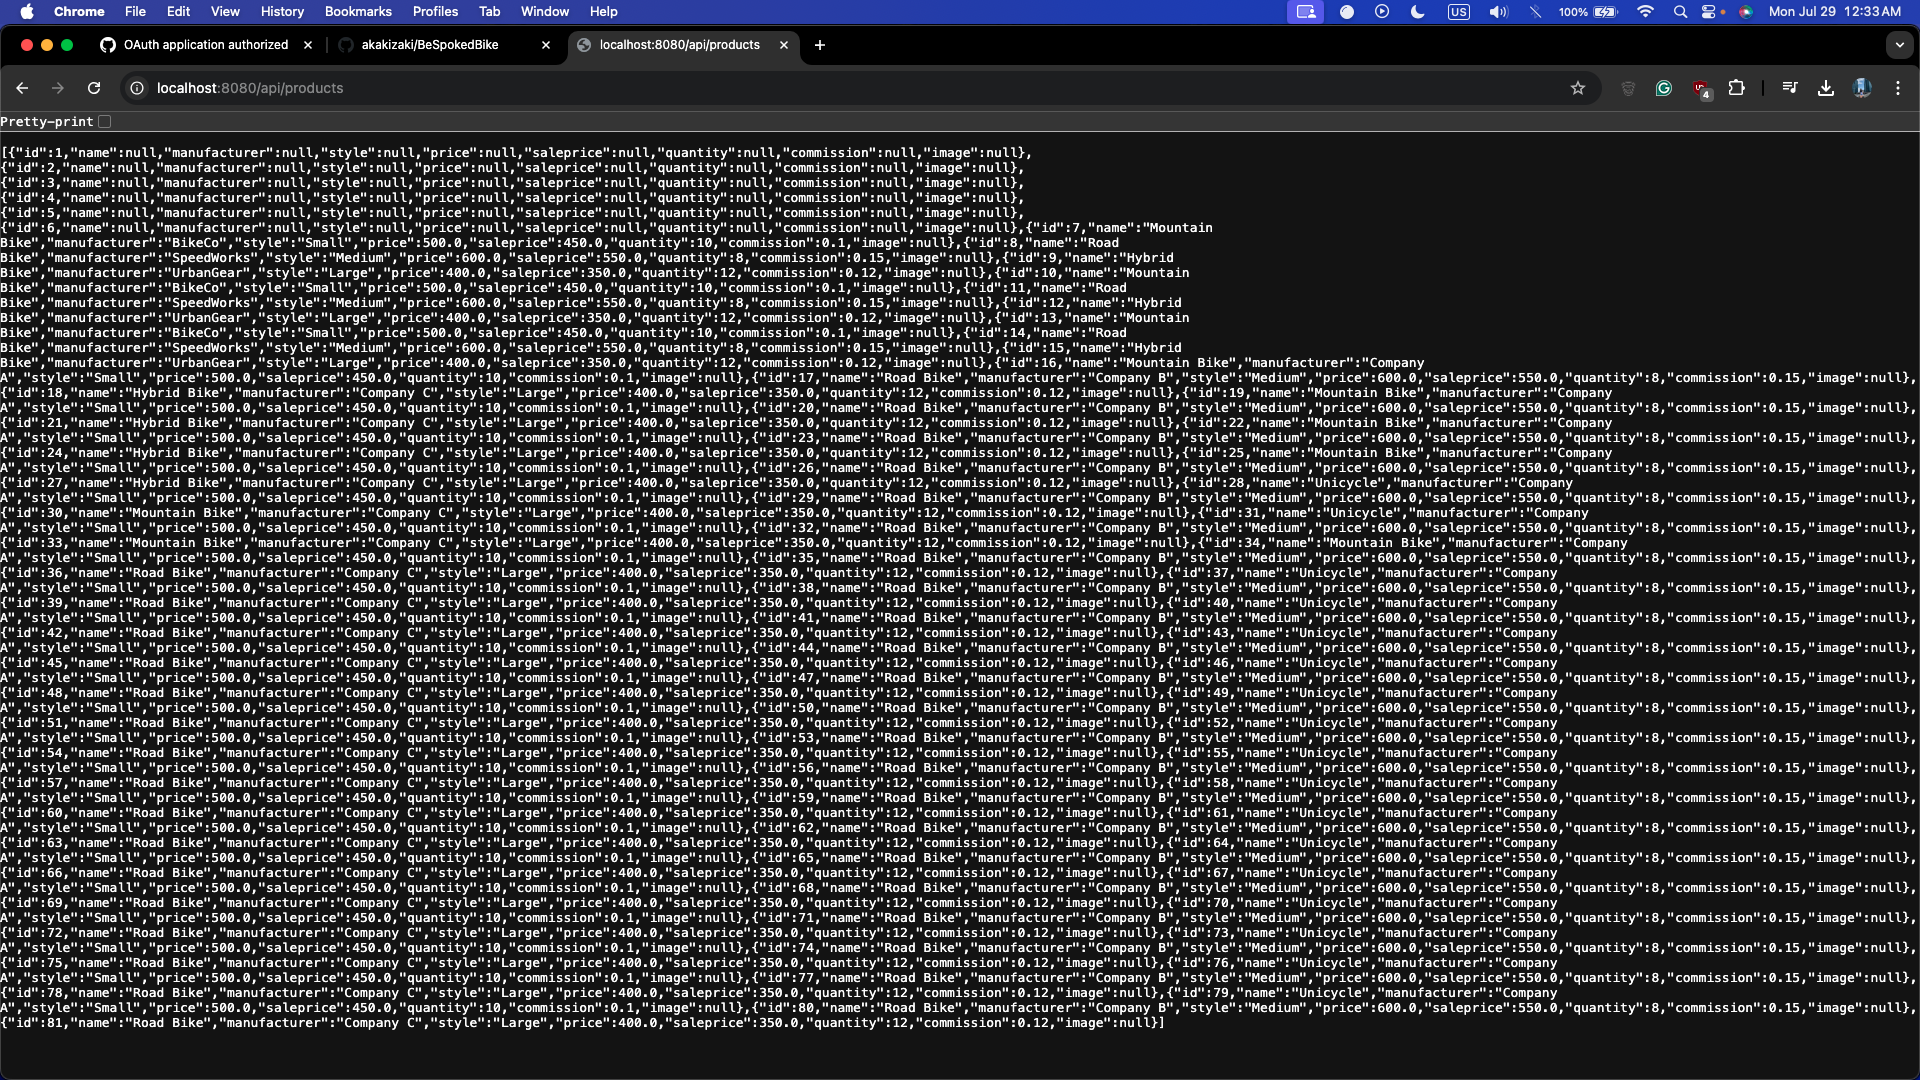 Chrome File Edit View History Bookmarks Profiles Tab Window Help US 100% Mon Jul 29 12:33 AM
OAuth application authorized akakizaki/BeSpokedBike localhost:8080/api/products
localhost:8080/api/products 4
Pretty-print
[{"id":1,"name":null,"manufacturer":null,"style":null,"price":null,"saleprice":null,"quantity":null,"commission":null,"image":null},
{"id":2,"name":null,"manufacturer":null,"style":null,"price":null,"saleprice":null,"quantity":null,"commission":null,"image":null},
{"id":3,"name":null,"manufacturer":null,"style":null,"price":null,"saleprice":null,"quantity":null,"commission":null,"image":null},
{"id":4,"name":null,"manufacturer":null,"style":null,"price":null,"saleprice":null,"quantity":null,"commission":null,"image":null},
{"id":5,"name":null,"manufacturer":null,"style":null,"price":null,"saleprice":null,"quantity":null,"commission":null,"image":null},
{"id":6,"name":null,"manufacturer":null,"style":null,"price":null,"saleprice":null,"quantity":null,"commission":null,"image":null},{"id":7,"name":"Mountain
Bike","manufacturer":"BikeCo","style":"Small","price":500.0,"saleprice":450.0,"quantity":10,"commission":0.1,"image":null},{"id":8,"name":"Road
Bike","manufacturer":"SpeedWorks","style":"Medium","price":600.0,"saleprice":550.0,"quantity":8,"commission":0.15,"image":null},{"id":9,"name":"Hybrid
Bike","manufacturer":"UrbanGear","style":"Large","price":400.0,"saleprice":350.0,"quantity":12,"commission":0.12,"image":null},{"id":10,"name":"Mountain
Bike","manufacturer":"BikeCo","style":"Small","price":500.0,"saleprice":450.0,"quantity":10,"commission":0.1,"image":null},{"id":11,"name":"Road
Bike","manufacturer":"SpeedWorks","style":"Medium","price":600.0,"saleprice":550.0,"quantity":8,"commission":0.15,"image":null},{"id":12,"name":"Hybrid
Bike","manufacturer":"UrbanGear","style":"Large","price":400.0,"saleprice":350.0,"quantity":12,"commission":0.12,"image":null},{"id":13,"name":"Mountain
Bike","manufacturer":"BikeCo","style":"Small","price":500.0,"saleprice":450.0,"quantity":10,"commission":0.1,"image":null},{"id":14,"name":"Road
Bike","manufacturer":"SpeedWorks","style":"Medium","price":600.0,"saleprice":550.0,"quantity":8,"commission":0.15,"image":null},{"id":15,"name":"Hybrid
Bike","manufacturer":"UrbanGear","style":"Large","price":400.0,"saleprice":350.0,"quantity":12,"commission":0.12,"image":null},{"id":16,"name":"Mountain Bike","manufacturer":"Company
A","style":"Small","price":500.0,"saleprice":450.0,"quantity":10,"commission":0.1,"image":null},{"id":17,"name":"Road Bike","manufacturer":"Company B","style":"Medium","price":600.0,"saleprice":550.0,"quantity":8,"commission":0.15,"image":null},
{"id":18,"name":"Hybrid Bike","manufacturer":"Company C","style":"Large","price":400.0,"saleprice":350.0,"quantity":12,"commission":0.12,"image":null},{"id":19,"name":"Mountain Bike","manufacturer":"Company
A","style":"Small","price":500.0,"saleprice":450.0,"quantity":10,"commission":0.1,"image":null},{"id":20,"name":"Road Bike","manufacturer":"Company B","style":"Medium","price":600.0,"saleprice":550.0,"quantity":8,"commission":0.15,"image":null},
{"id":21,"name":"Hybrid Bike","manufacturer":"Company C","style":"Large","price":400.0,"saleprice":350.0,"quantity":12,"commission":0.12,"image":null},{"id":22,"name":"Mountain Bike","manufacturer":"Company
A","style":"Small","price":500.0,"saleprice":450.0,"quantity":10,"commission":0.1,"image":null},{"id":23,"name":"Road Bike","manufacturer":"Company B","style":"Medium","price":600.0,"saleprice":550.0,"quantity":8,"commission":0.15,"image":null},
{"id":24,"name":"Hybrid Bike","manufacturer":"Company C","style":"Large","price":400.0,"saleprice":350.0,"quantity":12,"commission":0.12,"image":null},{"id":25,"name":"Mountain Bike","manufacturer":"Company
A","style":"Small","price":500.0,"saleprice":450.0,"quantity":10,"commission":0.1,"image":null},{"id":26,"name":"Road Bike","manufacturer":"Company B","style":"Medium","price":600.0,"saleprice":550.0,"quantity":8,"commission":0.15,"image":null},
{"id":27,"name":"Hybrid Bike","manufacturer":"Company C","style":"Large","price":400.0,"saleprice":350.0,"quantity":12,"commission":0.12,"image":null},{"id":28,"name":"Unicycle","manufacturer":"Company
A","style":"Small","price":500.0,"saleprice":450.0,"quantity":10,"commission":0.1,"image":null},{"id":29,"name":"Road Bike","manufacturer":"Company B","style":"Medium","price":600.0,"saleprice":550.0,"quantity":8,"commission":0.15,"image":null},
{"id":30,"name":"Mountain Bike","manufacturer":"Company C","style":"Large","price":400.0,"saleprice":350.0,"quantity":12,"commission":0.12,"image":null},{"id":31,"name":"Unicycle","manufacturer":"Company
A","style":"Small","price":500.0,"saleprice":450.0,"quantity":10,"commission":0.1,"image":null},{"id":32,"name":"Road Bike","manufacturer":"Company B","style":"Medium","price":600.0,"saleprice":550.0,"quantity":8,"commission":0.15,"image":null},
{"id":33,"name":"Mountain Bike","manufacturer":"Company C","style":"Large","price":400.0,"saleprice":350.0,"quantity":12,"commission":0.12,"image":null},{"id":34,"name":"Mountain Bike","manufacturer":"Company
A","style":"Small","price":500.0,"saleprice":450.0,"quantity":10,"commission":0.1,"image":null},{"id":35,"name":"Road Bike","manufacturer":"Company B","style":"Medium","price":600.0,"saleprice":550.0,"quantity":8,"commission":0.15,"image":null},
{"id":36,"name":"Road Bike","manufacturer":"Company C","style":"Large","price":400.0,"saleprice":350.0,"quantity":12,"commission":0.12,"image":null},{"id":37,"name":"Unicycle","manufacturer":"Company
A","style":"Small","price":500.0,"saleprice":450.0,"quantity":10,"commission":0.1,"image":null},{"id":38,"name":"Road Bike","manufacturer":"Company B","style":"Medium","price":600.0,"saleprice":550.0,"quantity":8,"commission":0.15,"image":null},
{"id":39,"name":"Road Bike","manufacturer":"Company C","style":"Large","price":400.0,"saleprice":350.0,"quantity":12,"commission":0.12,"image":null},{"id":40,"name":"Unicycle","manufacturer":"Company
A","style":"Small","price":500.0,"saleprice":450.0,"quantity":10,"commission":0.1,"image":null},{"id":41,"name":"Road Bike","manufacturer":"Company B","style":"Medium","price":600.0,"saleprice":550.0,"quantity":8,"commission":0.15,"image":null},
{"id":42,"name":"Road Bike","manufacturer":"Company C","style":"Large","price":400.0,"saleprice":350.0,"quantity":12,"commission":0.12,"image":null},{"id":43,"name":"Unicycle","manufacturer":"Company
A","style":"Small","price":500.0,"saleprice":450.0,"quantity":10,"commission":0.1,"image":null},{"id":44,"name":"Road Bike","manufacturer":"Company B","style":"Medium","price":600.0,"saleprice":550.0,"quantity":8,"commission":0.15,"image":null},
{"id":45,"name":"Road Bike","manufacturer":"Company C","style":"Large","price":400.0,"saleprice":350.0,"quantity":12,"commission":0.12,"image":null},{"id":46,"name":"Unicycle","manufacturer":"Company
A","style":"Small","price":500.0,"saleprice":450.0,"quantity":10,"commission":0.1,"image":null},{"id":47,"name":"Road Bike","manufacturer":"Company B","style":"Medium","price":600.0,"saleprice":550.0,"quantity":8,"commission":0.15,"image":null},
{"id":48,"name":"Road Bike","manufacturer":"Company C","style":"Large","price":400.0,"saleprice":350.0,"quantity":12,"commission":0.12,"image":null},{"id":49,"name":"Unicycle","manufacturer":"Company
A","style":"Small","price":500.0,"saleprice":450.0,"quantity":10,"commission":0.1,"image":null},{"id":50,"name":"Road Bike","manufacturer":"Company B","style":"Medium","price":600.0,"saleprice":550.0,"quantity":8,"commission":0.15,"image":null},
{"id":51,"name":"Road Bike","manufacturer":"Company C","style":"Large","price":400.0,"saleprice":350.0,"quantity":12,"commission":0.12,"image":null},{"id":52,"name":"Unicycle","manufacturer":"Company
A","style":"Small","price":500.0,"saleprice":450.0,"quantity":10,"commission":0.1,"image":null},{"id":53,"name":"Road Bike","manufacturer":"Company B","style":"Medium","price":600.0,"saleprice":550.0,"quantity":8,"commission":0.15,"image":null},
{"id":54,"name":"Road Bike","manufacturer":"Company C","style":"Large","price":400.0,"saleprice":350.0,"quantity":12,"commission":0.12,"image":null},{"id":55,"name":"Unicycle","manufacturer":"Company
A","style":"Small","price":500.0,"saleprice":450.0,"quantity":10,"commission":0.1,"image":null},{"id":56,"name":"Road Bike","manufacturer":"Company B","style":"Medium","price":600.0,"saleprice":550.0,"quantity":8,"commission":0.15,"image":null},
{"id":57,"name":"Road Bike","manufacturer":"Company C","style":"Large","price":400.0,"saleprice":350.0,"quantity":12,"commission":0.12,"image":null},{"id":58,"name":"Unicycle","manufacturer":"Company
A","style":"Small","price":500.0,"saleprice":450.0,"quantity":10,"commission":0.1,"image":null},{"id":59,"name":"Road Bike","manufacturer":"Company B","style":"Medium","price":600.0,"saleprice":550.0,"quantity":8,"commission":0.15,"image":null},
{"id":60,"name":"Road Bike","manufacturer":"Company C","style":"Large","price":400.0,"saleprice":350.0,"quantity":12,"commission":0.12,"image":null},{"id":61,"name":"Unicycle","manufacturer":"Company
A","style":"Small","price":500.0,"saleprice":450.0,"quantity":10,"commission":0.1,"image":null},{"id":62,"name":"Road Bike","manufacturer":"Company B","style":"Medium","price":600.0,"saleprice":550.0,"quantity":8,"commission":0.15,"image":null},
{"id":63,"name":"Road Bike","manufacturer":"Company C","style":"Large","price":400.0,"saleprice":350.0,"quantity":12,"commission":0.12,"image":null},{"id":64,"name":"Unicycle","manufacturer":"Company
A","style":"Small","price":500.0,"saleprice":450.0,"quantity":10,"commission":0.1,"image":null},{"id":65,"name":"Road Bike","manufacturer":"Company B","style":"Medium","price":600.0,"saleprice":550.0,"quantity":8,"commission":0.15,"image":null},
{"id":66,"name":"Road Bike","manufacturer":"Company C","style":"Large","price":400.0,"saleprice":350.0,"quantity":12,"commission":0.12,"image":null},{"id":67,"name":"Unicycle","manufacturer":"Company
A","style":"Small","price":500.0,"saleprice":450.0,"quantity":10,"commission":0.1,"image":null},{"id":68,"name":"Road Bike","manufacturer":"Company B","style":"Medium","price":600.0,"saleprice":550.0,"quantity":8,"commission":0.15,"image":null},
{"id":69,"name":"Road Bike","manufacturer":"Company C","style":"Large","price":400.0,"saleprice":350.0,"quantity":12,"commission":0.12,"image":null},{"id":70,"name":"Unicycle","manufacturer":"Company
A","style":"Small","price":500.0,"saleprice":450.0,"quantity":10,"commission":0.1,"image":null},{"id":71,"name":"Road Bike","manufacturer":"Company B","style":"Medium","price":600.0,"saleprice":550.0,"quantity":8,"commission":0.15,"image":null},
{"id":72,"name":"Road Bike","manufacturer":"Company C","style":"Large","price":400.0,"saleprice":350.0,"quantity":12,"commission":0.12,"image":null},{"id":73,"name":"Unicycle","manufacturer":"Company
A","style":"Small","price":500.0,"saleprice":450.0,"quantity":10,"commission":0.1,"image":null},{"id":74,"name":"Road Bike","manufacturer":"Company B","style":"Medium","price":600.0,"saleprice":550.0,"quantity":8,"commission":0.15,"image":null},
{"id":75,"name":"Road Bike","manufacturer":"Company C","style":"Large","price":400.0,"saleprice":350.0,"quantity":12,"commission":0.12,"image":null},{"id":76,"name":"Unicycle","manufacturer":"Company
A","style":"Small","price":500.0,"saleprice":450.0,"quantity":10,"commission":0.1,"image":null},{"id":77,"name":"Road Bike","manufacturer":"Company B","style":"Medium","price":600.0,"saleprice":550.0,"quantity":8,"commission":0.15,"image":null},
{"id":78,"name":"Road Bike","manufacturer":"Company C","style":"Large","price":400.0,"saleprice":350.0,"quantity":12,"commission":0.12,"image":null},{"id":79,"name":"Unicycle","manufacturer":"Company
A","style":"Small","price":500.0,"saleprice":450.0,"quantity":10,"commission":0.1,"image":null},{"id":80,"name":"Road Bike","manufacturer":"Company B","style":"Medium","price":600.0,"saleprice":550.0,"quantity":8,"commission":0.15,"image":null},
{"id":81,"name":"Road Bike","manufacturer":"Company C","style":"Large","price":400.0,"saleprice":350.0,"quantity":12,"commission":0.12,"image":null}]